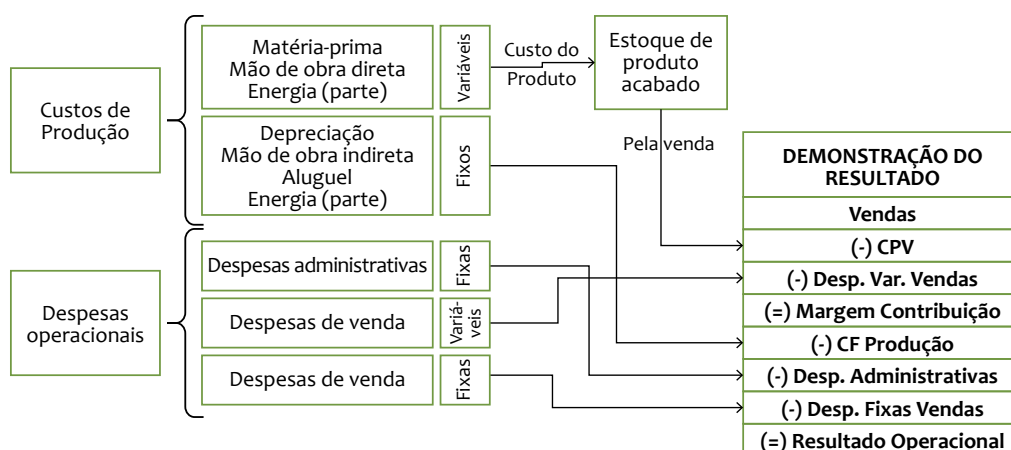 Custos de
Produção
Matéria-prima
Mão de obra direta
Energia (parte)
Variáveis
Custo do
Produto
Estoque de
produto
acabado
Depreciação
Mão de obra indireta
Aluguel
Energia (parte)
Fixos
Pela venda
Despesas
operacionais
Despesas administrativas
Fixas
Despesas de venda
Variá-
veis
Despesas de venda
Fixas
DEMONSTRAÇÃO DO
RESULTADO
Vendas
(-) CPV
(-) Desp. Var. Vendas
(=) Margem Contribuição
(-) CF Produção
(-) Desp. Administrativas
(-) Desp. Fixas Vendas
(=) Resultado Operacional